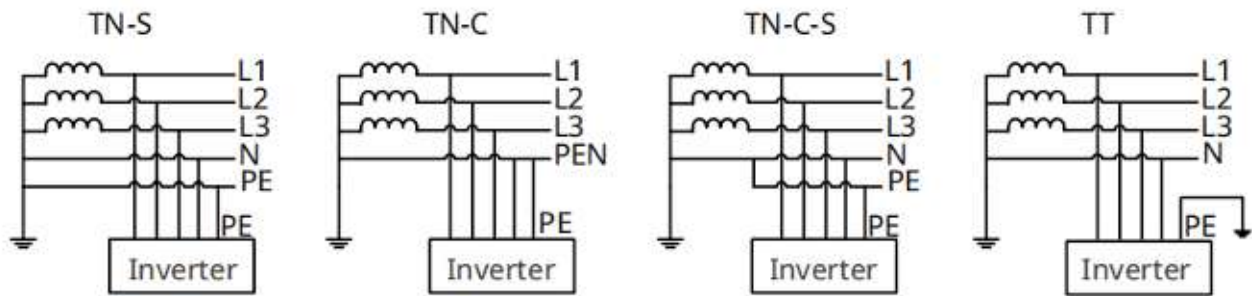 TN-S TN-C TN-C-S TT
L1 L1 L1 L1
L2 L2 L2 L2
L3 L3 L3 L3
N PEN N N
PE PE
PE PE PE PE
Inverter Inverter Inverter Inverter